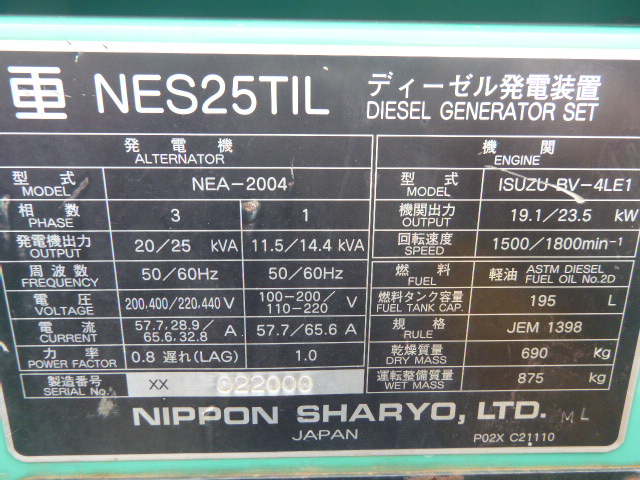 NES25TIL ディーゼル発電装置
DIESEL GENERATOR SET
発電機
ALTERNATOR
型式 MODEL NEA-2004
相数 PHASE 3 1
発電機出力 OUTPUT 20/25 kVA 11.5/14.4 kVA
周波数 FREQUENCY 50/60Hz 50/60Hz
電圧 VOLTAGE 200,400/220,440 V 100-200/110-220 V
電流 CURRENT 57.7,28.9/65.6,32.8 A 57.7/65.6 A
力率 POWER FACTOR 0.8 遅れ(LAG) 1.0
製造番号 SERIAL No. XX 022000
機関
ENGINE
型式 MODEL ISUZU BV-4LE1
機関出力 OUTPUT 19.1/23.5 kW
回転速度 SPEED 1500/1800min-1
燃料 FUEL 軽油 ASTM DIESEL FUEL OIL No.2D
燃料タンク容量 FUEL TANK CAP. 195 L
規格 RULE JEM 1398
乾燥質量 DRY MASS 690 Kg
運転整備質量 WET MASS 875 kg
NIPPON SHARYO, LTD. ML
JAPAN P02X C21110